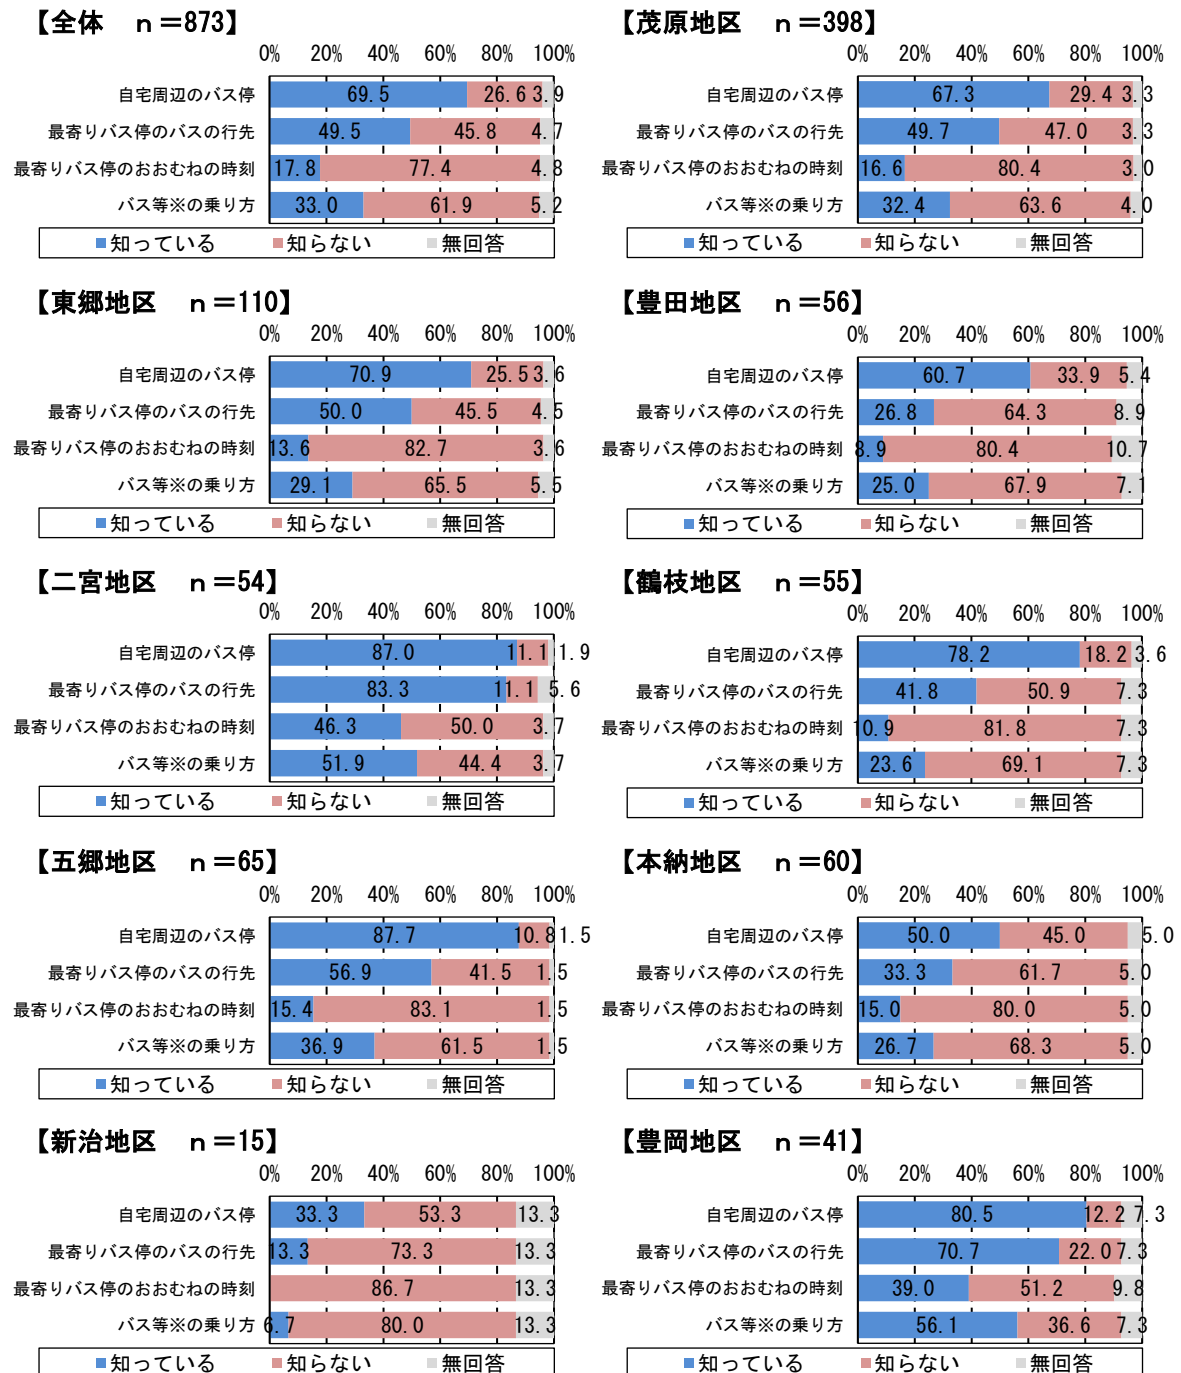 【全体　ｎ＝873】
0% 20% 40% 60% 80% 100%
自宅周辺のバス停 69.5 26.6 3.9
最寄りバス停のバスの行先 49.5 45.8 4.7
最寄りバス停のおおむねの時刻 17.8 77.4 4.8
バス等※の乗り方 33.0 61.9 5.2
知っている 知らない 無回答
【茂原地区　ｎ＝398】
0% 20% 40% 60% 80% 100%
自宅周辺のバス停 67.3 29.4 3.3
最寄りバス停のバスの行先 49.7 47.0 3.3
最寄りバス停のおおむねの時刻 16.6 80.4 3.0
バス等※の乗り方 32.4 63.6 4.0
知っている 知らない 無回答
【東郷地区　ｎ＝110】
0% 20% 40% 60% 80% 100%
自宅周辺のバス停 70.9 25.5 3.6
最寄りバス停のバスの行先 50.0 45.5 4.5
最寄りバス停のおおむねの時刻 13.6 82.7 3.6
バス等※の乗り方 29.1 65.5 5.5
知っている 知らない 無回答
【豊田地区　ｎ＝56】
0% 20% 40% 60% 80% 100%
自宅周辺のバス停 60.7 33.9 5.4
最寄りバス停のバスの行先 26.8 64.3 8.9
最寄りバス停のおおむねの時刻 8.9 80.4 10.7
バス等※の乗り方 25.0 67.9 7.1
知っている 知らない 無回答
【二宮地区　ｎ＝54】
0% 20% 40% 60% 80% 100%
自宅周辺のバス停 87.0 11.1 1.9
最寄りバス停のバスの行先 83.3 11.1 5.6
最寄りバス停のおおむねの時刻 46.3 50.0 3.7
バス等※の乗り方 51.9 44.4 3.7
知っている 知らない 無回答
【鶴枝地区　ｎ＝55】
0% 20% 40% 60% 80% 100%
自宅周辺のバス停 78.2 18.2 3.6
最寄りバス停のバスの行先 41.8 50.9 7.3
最寄りバス停のおおむねの時刻 10.9 81.8 7.3
バス等※の乗り方 23.6 69.1 7.3
知っている 知らない 無回答
【五郷地区　ｎ＝65】
0% 20% 40% 60% 80% 100%
自宅周辺のバス停 87.7 10.8 1.5
最寄りバス停のバスの行先 56.9 41.5 1.5
最寄りバス停のおおむねの時刻 15.4 83.1 1.5
バス等※の乗り方 36.9 61.5 1.5
知っている 知らない 無回答
【本納地区　ｎ＝60】
0% 20% 40% 60% 80% 100%
自宅周辺のバス停 50.0 45.0 5.0
最寄りバス停のバスの行先 33.3 61.7 5.0
最寄りバス停のおおむねの時刻 15.0 80.0 5.0
バス等※の乗り方 26.7 68.3 5.0
知っている 知らない 無回答
【新治地区　ｎ＝15】
0% 20% 40% 60% 80% 100%
自宅周辺のバス停 33.3 53.3 13.3
最寄りバス停のバスの行先 13.3 73.3 13.3
最寄りバス停のおおむねの時刻 86.7 13.3
バス等※の乗り方 6.7 80.0 13.3
知っている 知らない 無回答
【豊岡地区　ｎ＝41】
0% 20% 40% 60% 80% 100%
自宅周辺のバス停 80.5 12.2 7.3
最寄りバス停のバスの行先 70.7 22.0 7.3
最寄りバス停のおおむねの時刻 39.0 51.2 9.8
バス等※の乗り方 56.1 36.6 7.3
知っている 知らない 無回答